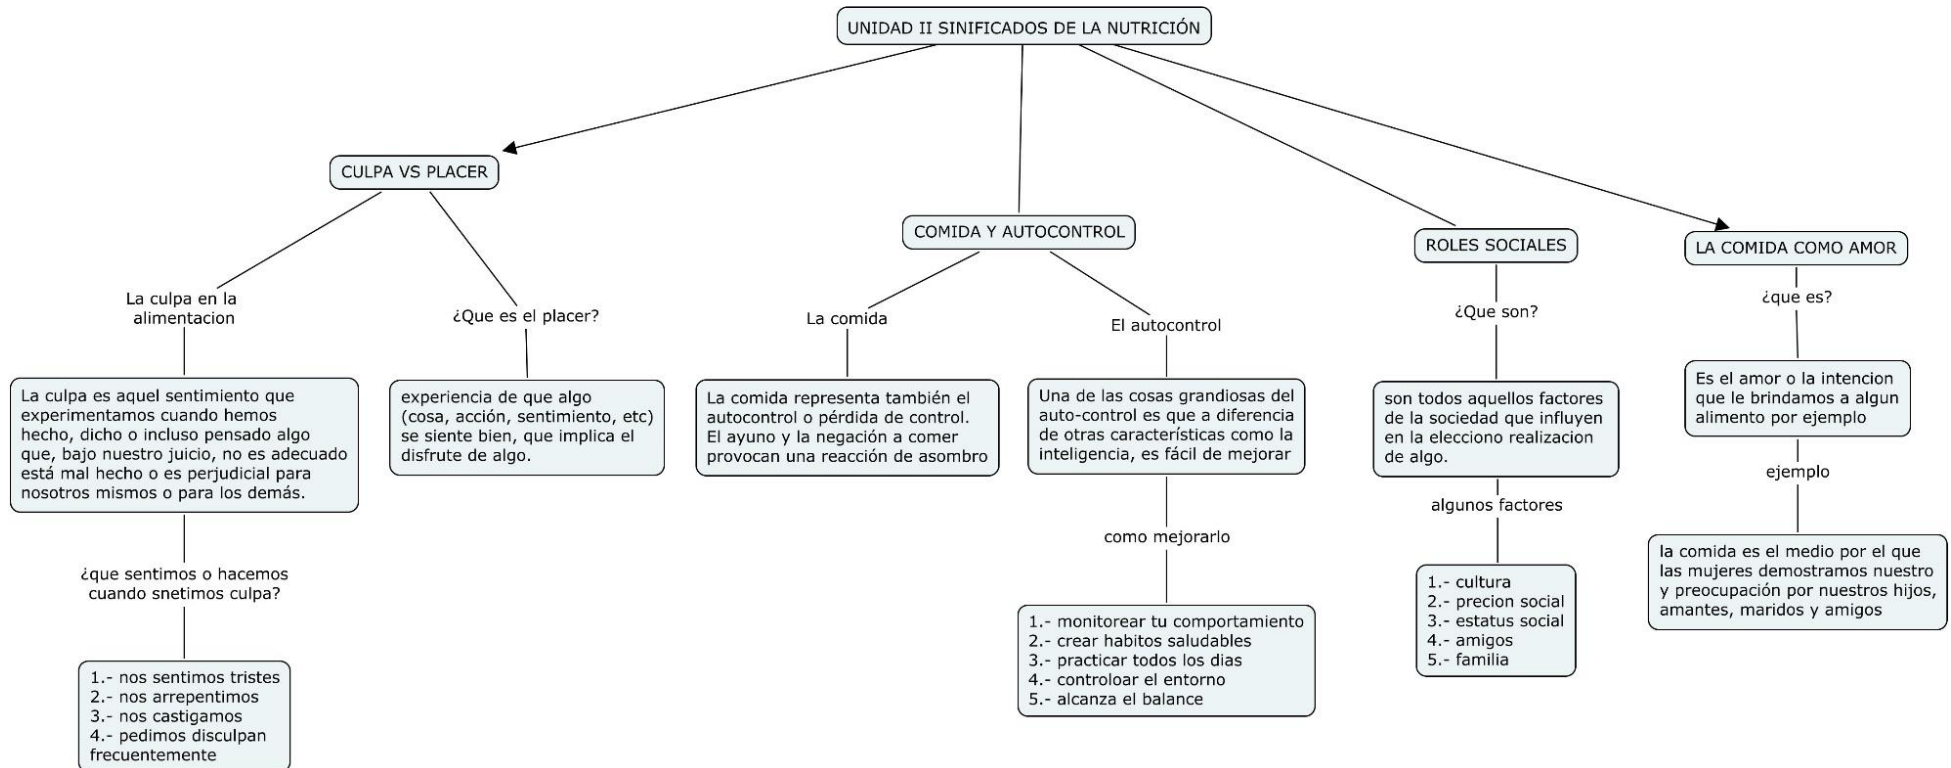 UNIDAD II SINIFICADOS DE LA NUTRICIÓN
CULPA VS PLACER
La culpa en la
alimentacion
La culpa es aquel sentimiento que
experimentamos cuando hemos
hecho, dicho o incluso pensado algo
que, bajo nuestro juicio, no es adecuado
está mal hecho o es perjudicial para
nosotros mismos o para los demás.
¿que sentimos o hacemos
cuando snetimos culpa?
1.- nos sentimos tristes
2.- nos arrepentimos
3.- nos castigamos
4.- pedimos disculpan
frecuentemente
¿Que es el placer?
experiencia de que algo
(cosa, acción, sentimiento, etc)
se siente bien, que implica el
disfrute de algo.
COMIDA Y AUTOCONTROL
La comida
La comida representa también el
autocontrol o pérdida de control.
El ayuno y la negación a comer
provocan una reacción de asombro
El autocontrol
Una de las cosas grandiosas del
auto-control es que a diferencia
de otras características como la
inteligencia, es fácil de mejorar
como mejorarlo
1.- monitorear tu comportamiento
2.- crear habitos saludables
3.- practicar todos los dias
4.- controloar el entorno
5.- alcanza el balance
ROLES SOCIALES
¿Que son?
son todos aquellos factores
de la sociedad que influyen
en la elecciono realizacion
de algo.
algunos factores
1.- cultura
2.- precion social
3.- estatus social
4.- amigos
5.- familia
LA COMIDA COMO AMOR
¿que es?
Es el amor o la intencion
que le brindamos a algun
alimento por ejemplo
ejemplo
la comida es el medio por el que
las mujeres demostramos nuestro
y preocupación por nuestros hijos,
amantes, maridos y amigos